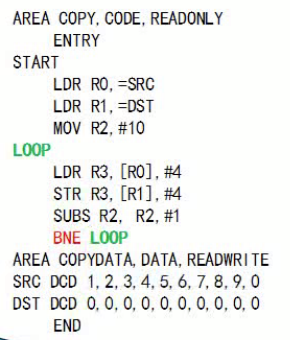 AREA COPY, CODE, READONLY
ENTRY
START
LDR R0, =SRC
LDR R1, =DST
MOV R2, #10
LOOP
LDR R3, [R0], #4
STR R3, [R1], #4
SUBS R2, R2, #1
BNE LOOP
AREA COPYDATA, DATA, READWRITE
SRC DCD 1, 2, 3, 4, 5, 6, 7, 8, 9, 0
DST DCD 0, 0, 0, 0, 0, 0, 0, 0, 0, 0
END